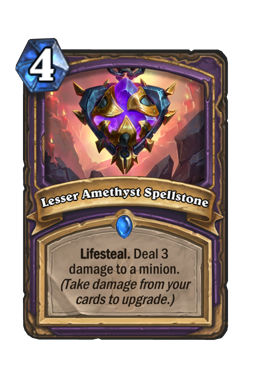 4
Lesser Amethyst Spellstone
Lifesteal. Deal 3
damage to a minion.
(Take damage from your
cards to upgrade.)